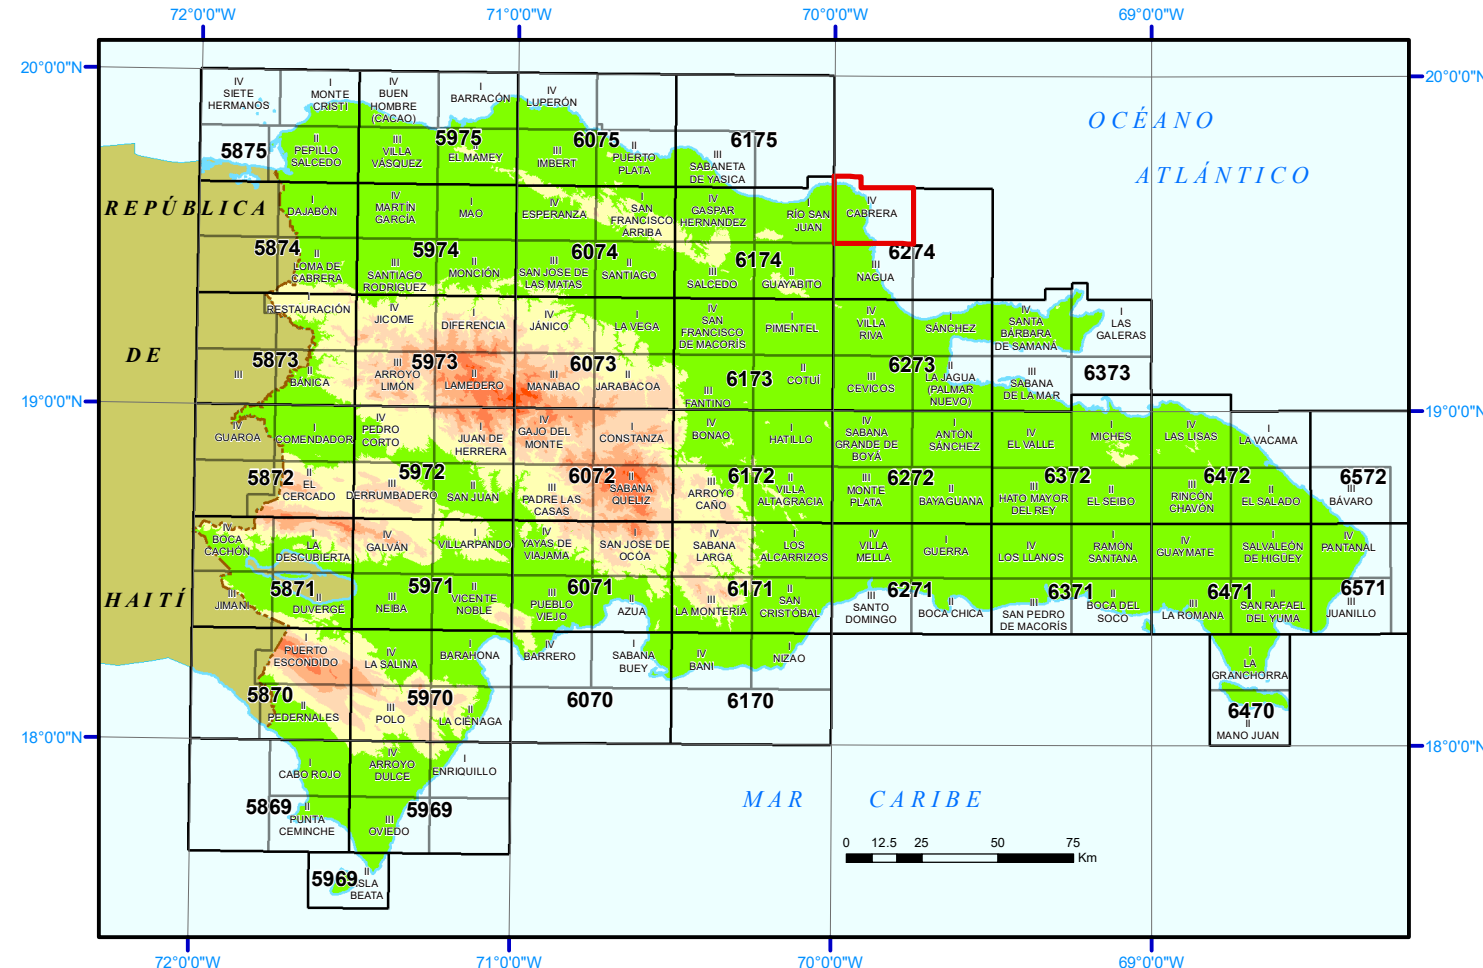 72°0'0"W
71°0'0"W
70°0'0"W
69°0'0"W
20°0'0"N
20°0'0"N
OCÉANO
ATLÁNTICO
IV
SIETE
HERMANOS
I
MONTE
CRISTI
IV
BUEN
HOMBRE
(CACAO)
I
BARRACÓN
IV
LUPERÓN
5875
II
PEPILLO
SALCEDO
III
VILLA
VÁSQUEZ
5975
II
EL MAMEY
III
IMBERT
6075
II
PUERTO
PLATA
III
SABANETA
DE YASICA
6175
REPÚBLICA
I
DAJABÓN
IV
MARTÍN
GARCÍA
I
MAO
IV
ESPERANZA
I
SAN
FRANCISCO
ARRIBA
IV
GASPAR
HERNANDEZ
I
RÍO SAN
JUAN
IV
CABRERA
5874
II
LOMA DE
CABRERA
III
SANTIAGO
RODRIGUEZ
5974
II
MONCIÓN
III
SAN JOSE DE
LAS MATAS
6074
II
SANTIAGO
III
SALCEDO
6174
II
GUAYABITO
III
NAGUA
6274
I
RESTAURACIÓN
IV
JICOME
I
DIFERENCIA
IV
JÁNICO
I
LA VEGA
IV
SAN
FRANCISCO
DE MACORÍS
I
PIMENTEL
IV
VILLA
RIVA
I
SÁNCHEZ
IV
SANTA
BÁRBARA
DE SAMANÁ
I
LAS
GALERAS
DE
5873
III
II
BÁNICA
III
ARROYO
LIMÓN
5973
II
LAMEDERO
III
MANABAO
6073
II
JARABACOA
III
FANTINO
6173
II
COTUÍ
III
CEVICOS
6273
II
LA JAGUA
(PALMAR
NUEVO)
III
SABANA
DE LA MAR
6373
19°0'0"N
19°0'0"N
IV
GUAROA
I
COMENDADOR
IV
PEDRO
CORTO
I
JUAN DE
HERRERA
IV
GAJO DEL
MONTE
I
CONSTANZA
IV
BONAO
I
HATILLO
IV
SABANA
GRANDE DE
BOYÁ
I
ANTÓN
SÁNCHEZ
IV
EL VALLE
I
MICHES
IV
LAS LISAS
I
LA VACAMA
5872
II
EL
CERCADO
III
DERRUMBADERO
5972
II
SAN JUAN
III
PADRE LAS
CASAS
6072
II
SABANA
QUELIZ
III
ARROYO
CAÑO
6172
II
VILLA
ALTAGRACIA
III
MONTE
PLATA
6272
II
BAYAGUANA
III
HATO MAYOR
DEL REY
6372
II
EL SEIBO
III
RINCÓN
CHAVÓN
6472
II
EL SALADO
6572
III
BÁVARO
IV
BOCA
CACHÓN
I
LA
DESCUBIERTA
IV
GALVÁN
I
VILLARPANDO
IV
YAYAS DE
VIAJAMA
I
SAN JOSE DE
OCÓA
IV
SABANA
LARGA
I
LOS
ALCARRIZOS
IV
VILLA
MELLA
I
GUERRA
IV
LOS LLANOS
I
RAMÓN
SANTANA
IV
GUAYMATE
I
SALVALEÓN
DE HIGÜEY
IV
PANTANAL
HAITÍ
III
JIMANÍ
5871
II
DUVERGÉ
III
NEIBA
5971
II
VICENTE
NOBLE
III
PUEBLO
VIEJO
6071
II
AZUA
III
LA MONTERÍA
6171
II
SAN
CRISTÓBAL
III
SANTO
DOMINGO
6271
II
BOCA CHICA
III
SAN PEDRO
DE MACORÍS
6371
II
BOCA DEL
SOCO
III
LA ROMANA
6471
II
SAN RAFAEL
DEL YUMA
6571
III
JUANILLO
I
PUERTO
ESCONDIDO
IV
LA SALINA
I
BARAHONA
IV
BARRERO
I
SABANA
BUEY
IV
BANI
I
NIZAO
I
LA
GRANCHORRA
5870
II
PEDERNALES
III
POLO
5970
II
LA CIÉNAGA
6070
6170
6470
II
MANO JUAN
18°0'0"N
18°0'0"N
I
CABO ROJO
IV
ARROYO
DULCE
I
ENRIQUILLO
MAR CARIBE
5869
II
PUNTA
CEMINCHE
III
OVIEDO
5969
0 12.5 25 50 75
Km
5969
II
ISLA
BEATA
72°0'0"W
71°0'0"W
70°0'0"W
69°0'0"W